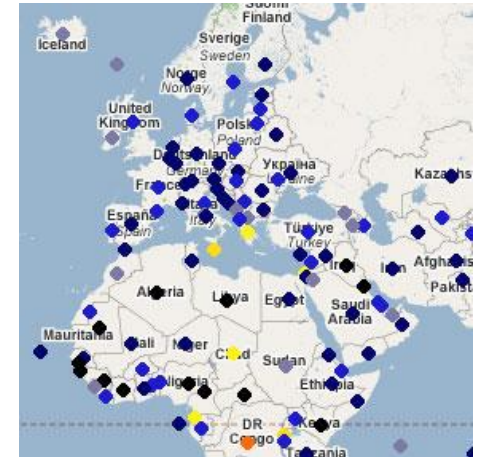 Suomi
Finland
Iceland
Sverige
Sweden
Norge
Norway
United
Kingdom
Polska
Poland
Deutschland
Germany
Україна
Kazakhs
France
Italia
Italy
España
Spain
Türkiye
Turkey
Iraq
Iran
Afghanis
Pakist
Algeria
Libya
Egypt
Saudi
Arabia
Mauritania
Mali
Niger
Chad
Sudan
Nigeria
Ethiopia
DR
Congo
Kenya
Tanzania